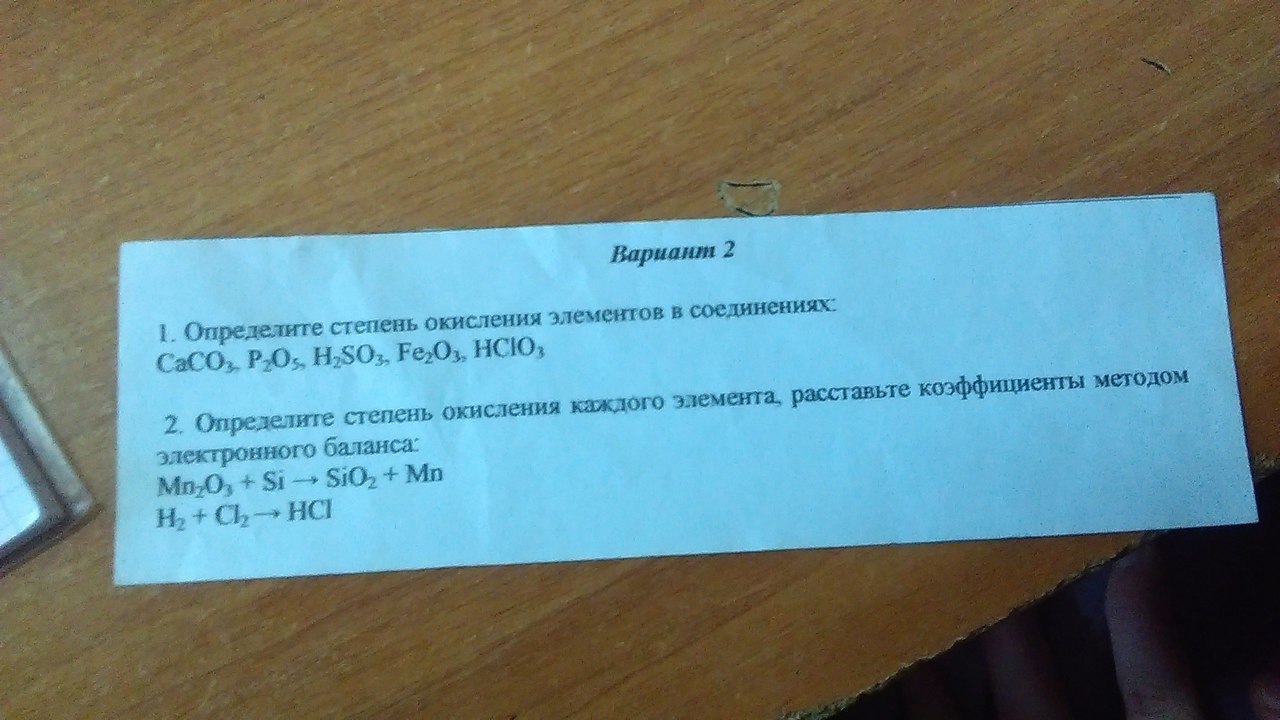 Вариант 2
1. Определите степень окисления элементов в соединениях:
CaCO₃, P₂O₅, H₂SO₃, Fe₂O₃, HClO₃
2. Определите степень окисления каждого элемента, расставьте коэффициенты методом
электронного баланса:
Mn₂O₃ + Si → SiO₂ + Mn
H₂ + Cl₂ → HCl